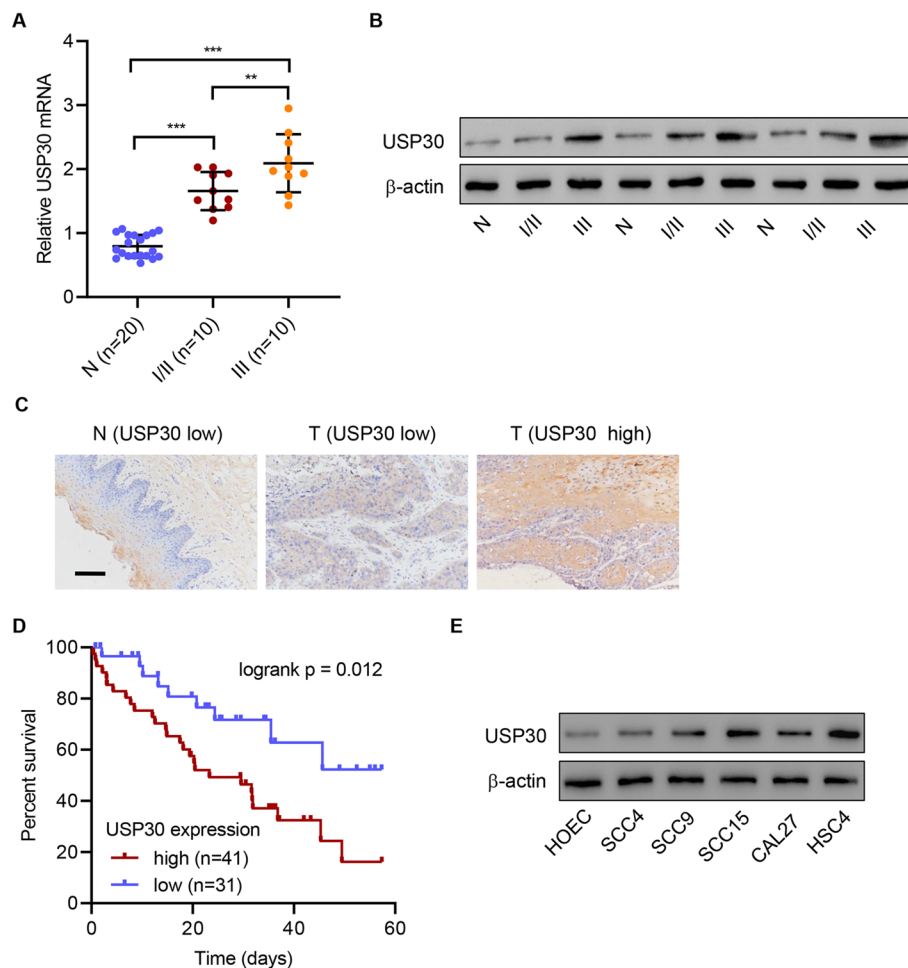 A
Relative USP30 mRNA
4
3
2
1
0
***
**
***
N (n=20)
I/II (n=10)
III (n=10)
B
USP30
β-actin
N
I/II
III
N
I/II
III
N
I/II
III
C
N (USP30 low)
T (USP30 low)
T (USP30 high)
D
Percent survival
100
80
60
40
20
0
logrank p = 0.012
USP30 expression
high (n=41)
low (n=31)
0
20
40
60
Time (days)
E
USP30
β-actin
HOEC
SCC4
SCC9
SCC15
CAL27
HSC4